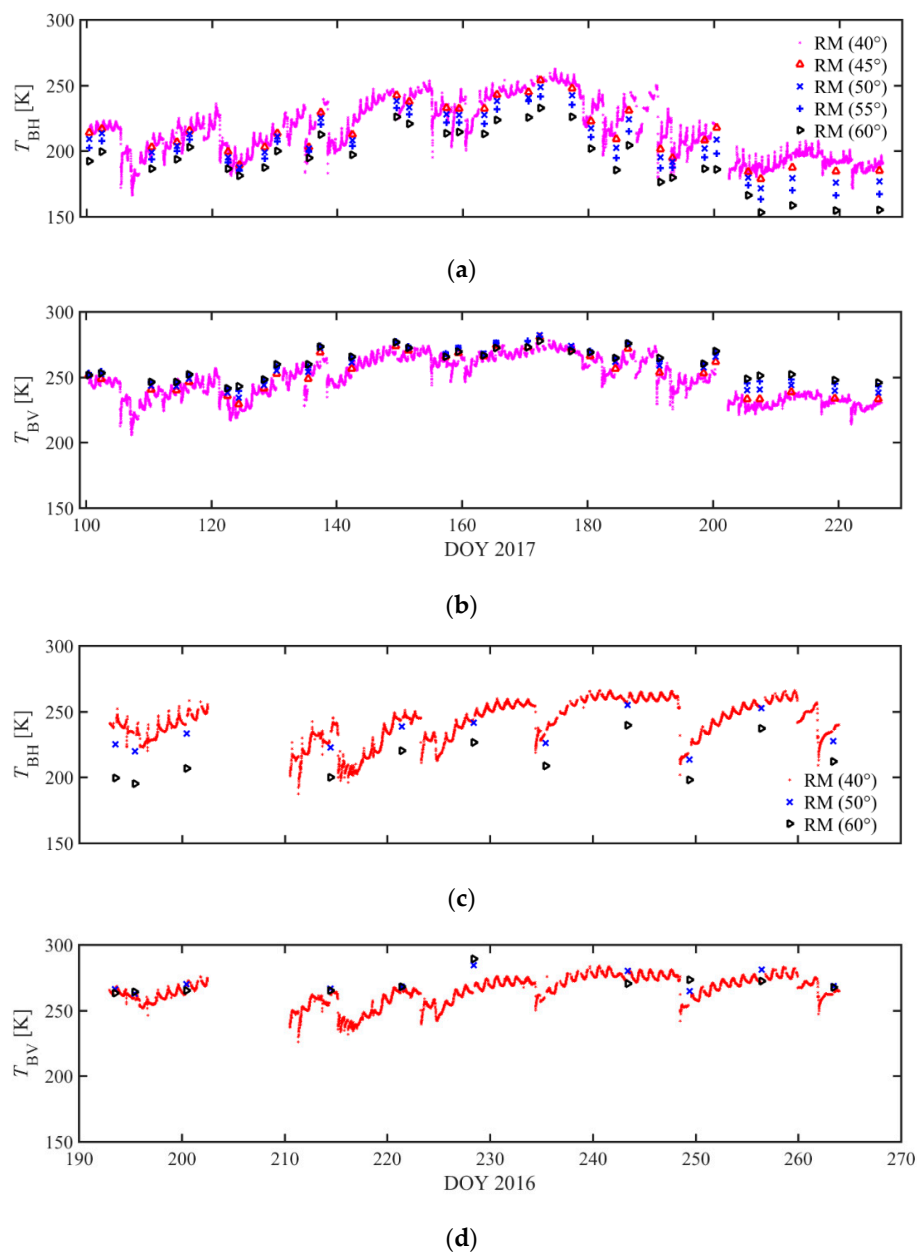 (a)
300
250
200
150
T_BH [K]
RM (40°)
RM (45°)
RM (50°)
RM (55°)
RM (60°)
(b)
300
250
200
150
T_BV [K]
100 120 140 160 180 200 220
DOY 2017
(c)
300
250
200
150
T_BH [K]
RM (40°)
RM (50°)
RM (60°)
(d)
300
250
200
150
T_BV [K]
190 200 210 220 230 240 250 260 270
DOY 2016